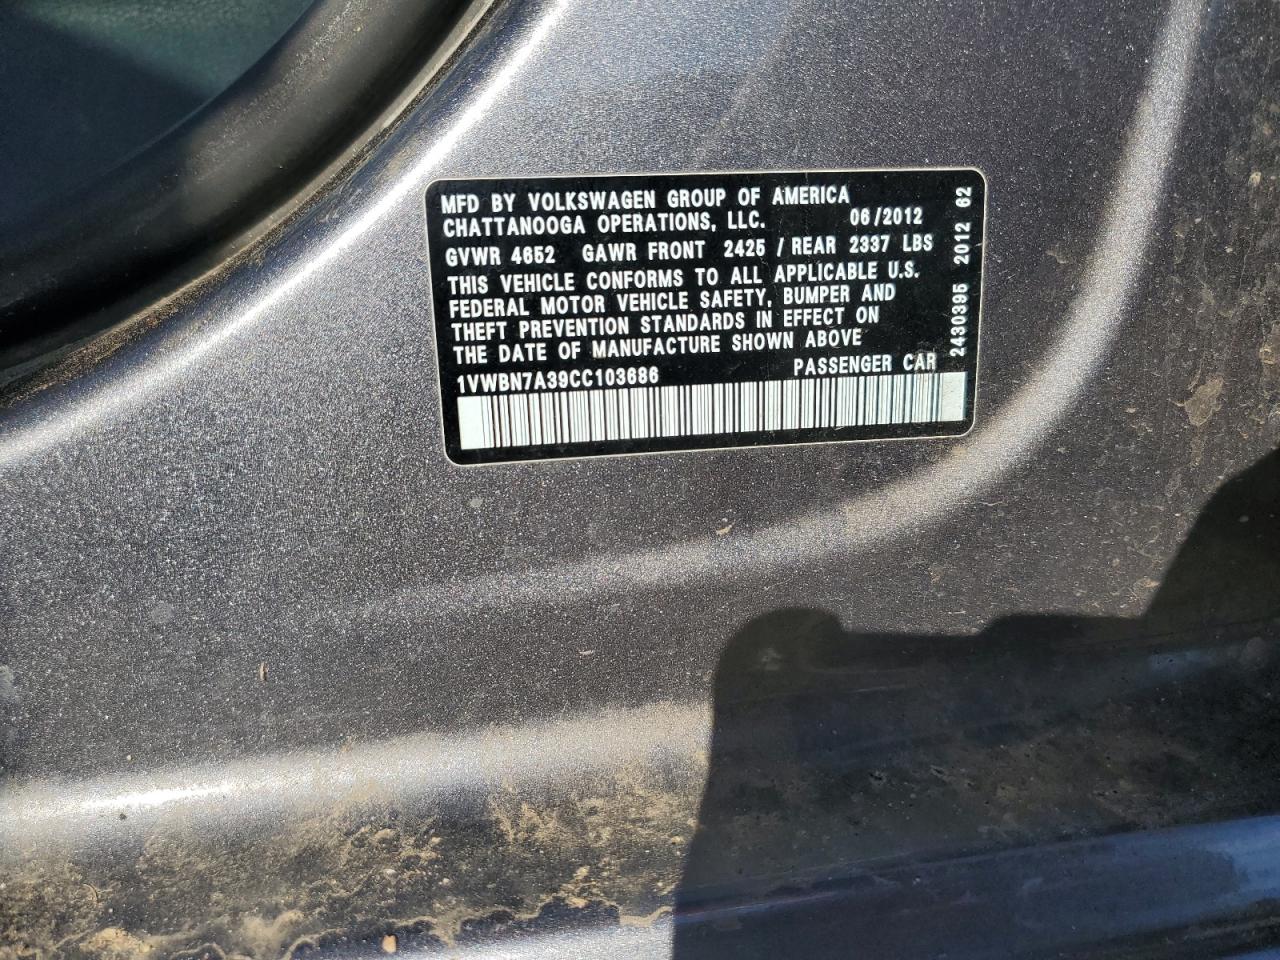 MFD BY VOLKSWAGEN GROUP OF AMERICA
CHATTANOOGA OPERATIONS, LLC. 06/2012
GVWR 4652 GAWR FRONT 2425 / REAR 2337 LBS
THIS VEHICLE CONFORMS TO ALL APPLICABLE U.S.
FEDERAL MOTOR VEHICLE SAFETY, BUMPER AND
THEFT PREVENTION STANDARDS IN EFFECT ON
THE DATE OF MANUFACTURE SHOWN ABOVE
1VWBN7A39CC103686 PASSENGER CAR
2430395 2012 62